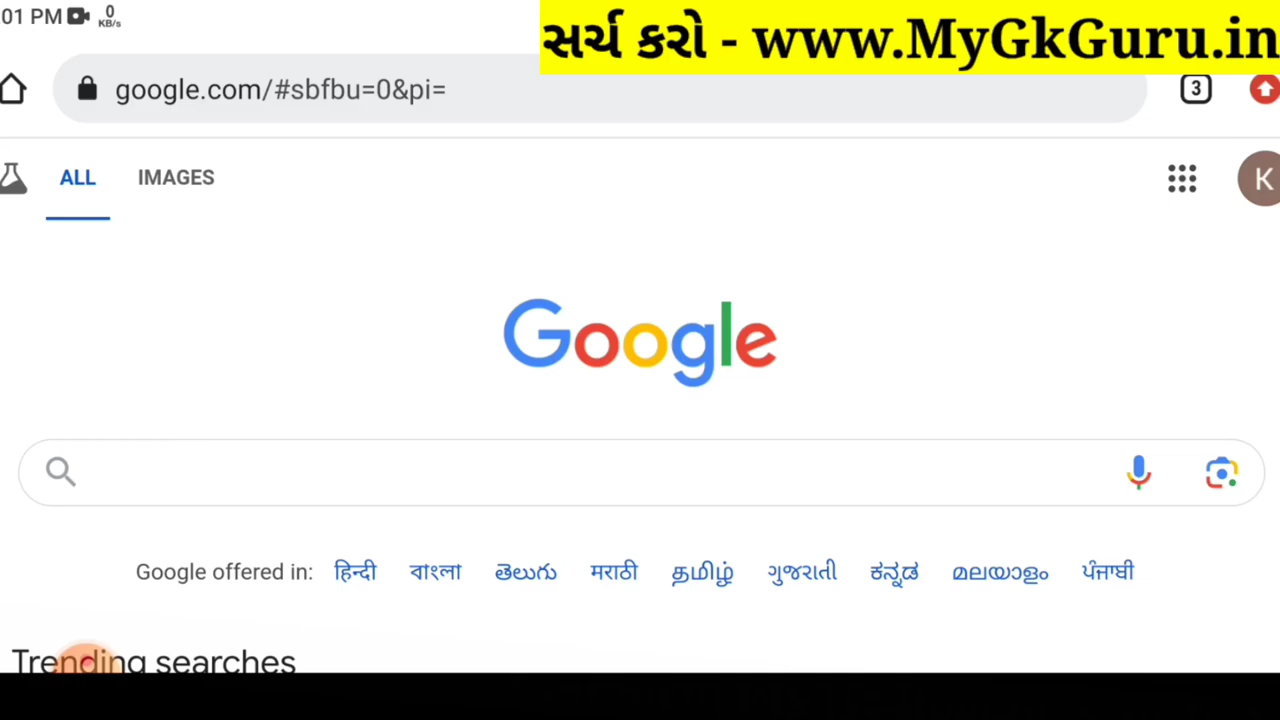 01 PM 0 KB/s
સર્ચ કરો - www.MyGkGuru.in
google.com/#sbfbu=0&pi=
3
ALL IMAGES
K
Google
Google offered in: हिन्दी বাংলা తెలుగు मराठी தமிழ் ગુજરાતી ಕನ್ನಡ മലയാളം ਪੰਜਾਬੀ
Trending searches